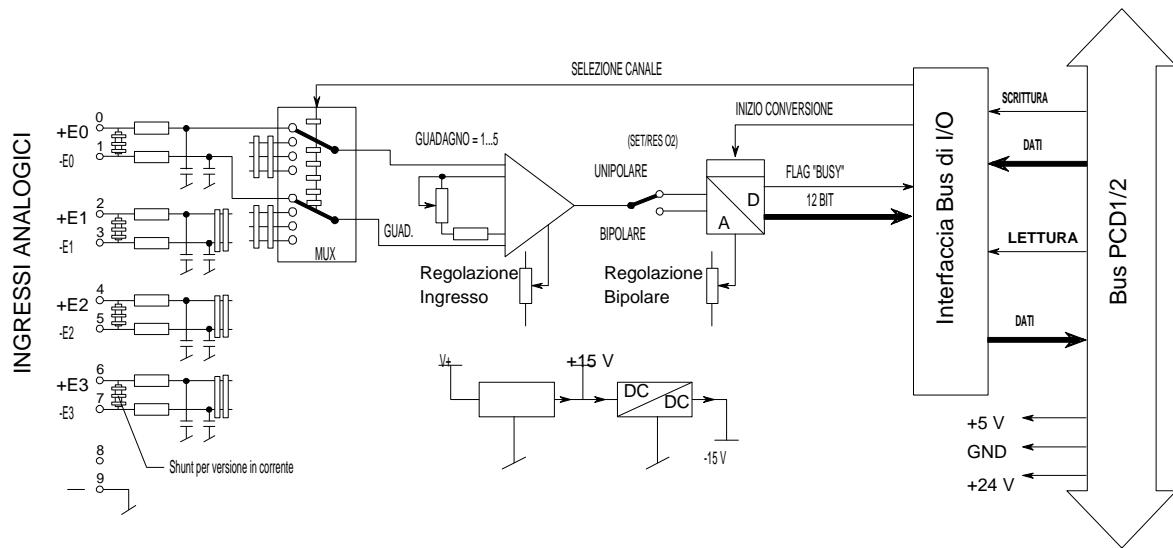 INGRESSI ANALOGICI
+E0
0
-E0
1
+E1
2
-E1
3
+E2
4
-E2
5
+E3
6
-E3
7
8
9
Shunt per versione in corrente
MUX
SELEZIONE CANALE
GUADAGNO = 1...5
GUAD.
Regolazione
Ingresso
(SET/RES O2)
UNIPOLARE
BIPOLARE
INIZIO CONVERSIONE
D
A
FLAG "BUSY"
12 BIT
Regolazione
Bipolare
V+
+15 V
DC
DC
-15 V
Interfaccia Bus di I/O
SCRITTURA
DATI
LETTURA
DATI
+5 V
GND
+24 V
Bus PCD1/2